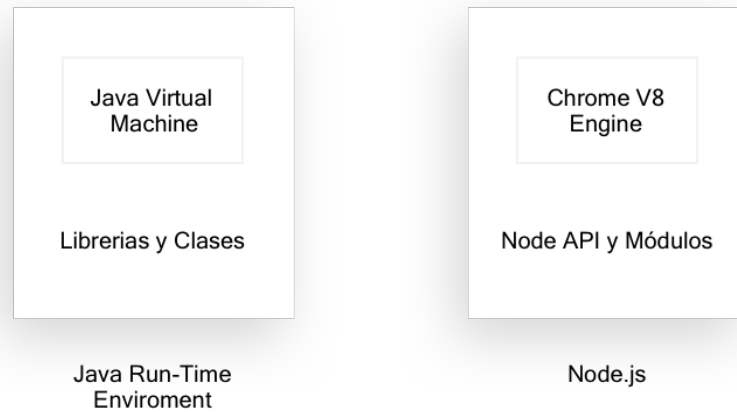 Java Virtual
Machine
Librerias y Clases
Java Run-Time
Enviroment
Chrome V8
Engine
Node API y Módulos
Node.js